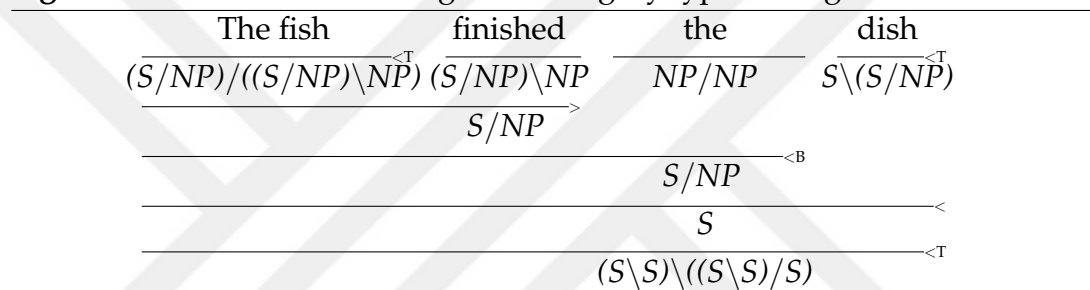 The fish finished the dish
<T <T
(S/NP)/((S/NP)\NP) (S/NP)\NP NP/NP S\(S/NP)
>
S/NP
<B
S/NP
<
S
<T
(S\S)\((S\S)/S)